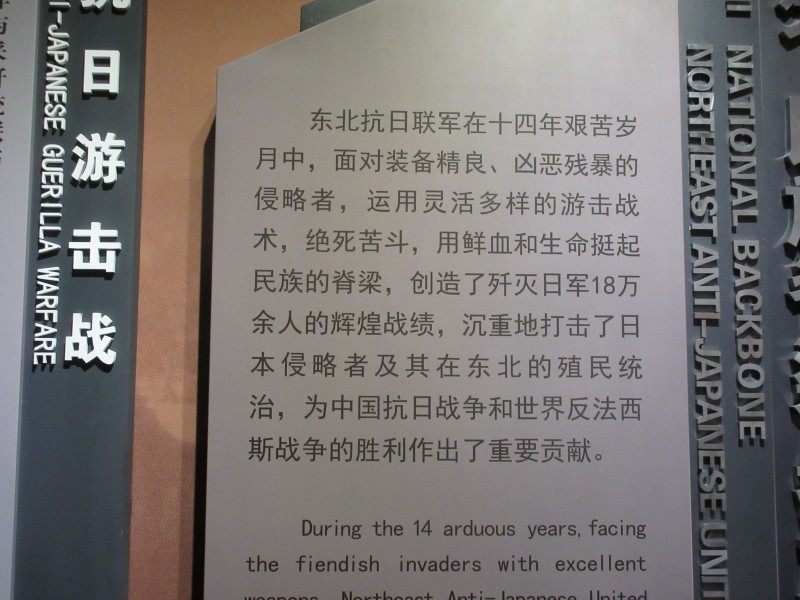 抗日游击战
I-JAPANESE GUERILLA WARFARE
东北抗日联军在十四年艰苦岁
月中，面对装备精良、凶恶残暴的
侵略者，运用灵活多样的游击战
术，绝死苦斗，用鲜血和生命挺起
民族的脊梁，创造了歼灭日军18万
余人的辉煌战绩，沉重地打击了日
本侵略者及其在东北的殖民统
治，为中国抗日战争和世界反法西
斯战争的胜利作出了重要贡献。
During the 14 arduous years, facing
the fiendish invaders with excellent
weapons, Northeast Anti-Japanese United
NATIONAL BACKBONE
NORTHEAST ANTI-JAPANESE UNIT